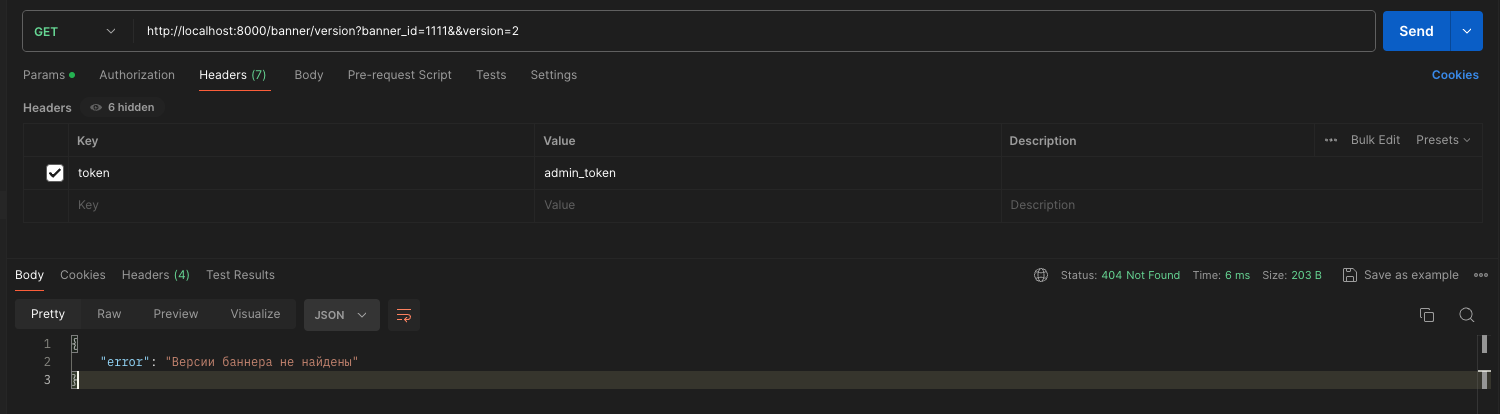 GET http://localhost:8000/banner/version?banner_id=1111&&version=2 Send
Params Authorization Headers (7) Body Pre-request Script Tests Settings Cookies
Headers 6 hidden
Key Value Description ••• Bulk Edit Presets
token admin_token
Key Value Description
Body Cookies Headers (4) Test Results Status: 404 Not Found Time: 6 ms Size: 203 B Save as example •••
Pretty Raw Preview Visualize JSON
1 {
2 "error": "Версии баннера не найдены"
3 }